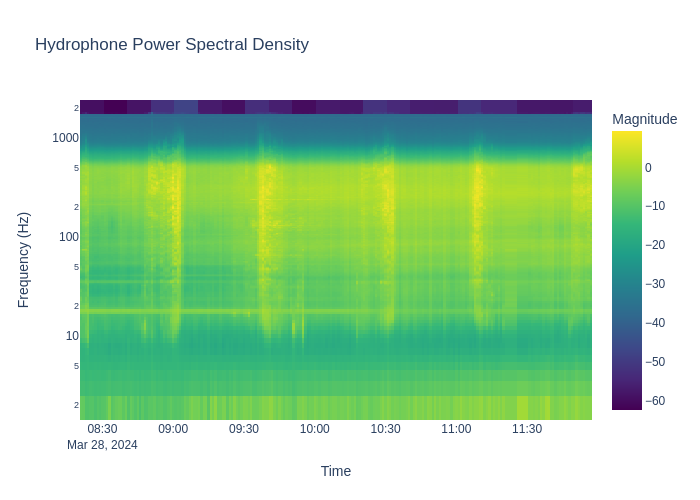 Hydrophone Power Spectral Density
Magnitude
2
1000
5
2
100
5
2
10
5
2
Frequency (Hz)
0
−10
−20
−30
−40
−50
−60
08:30 09:00 09:30 10:00 10:30 11:00 11:30
Mar 28, 2024
Time